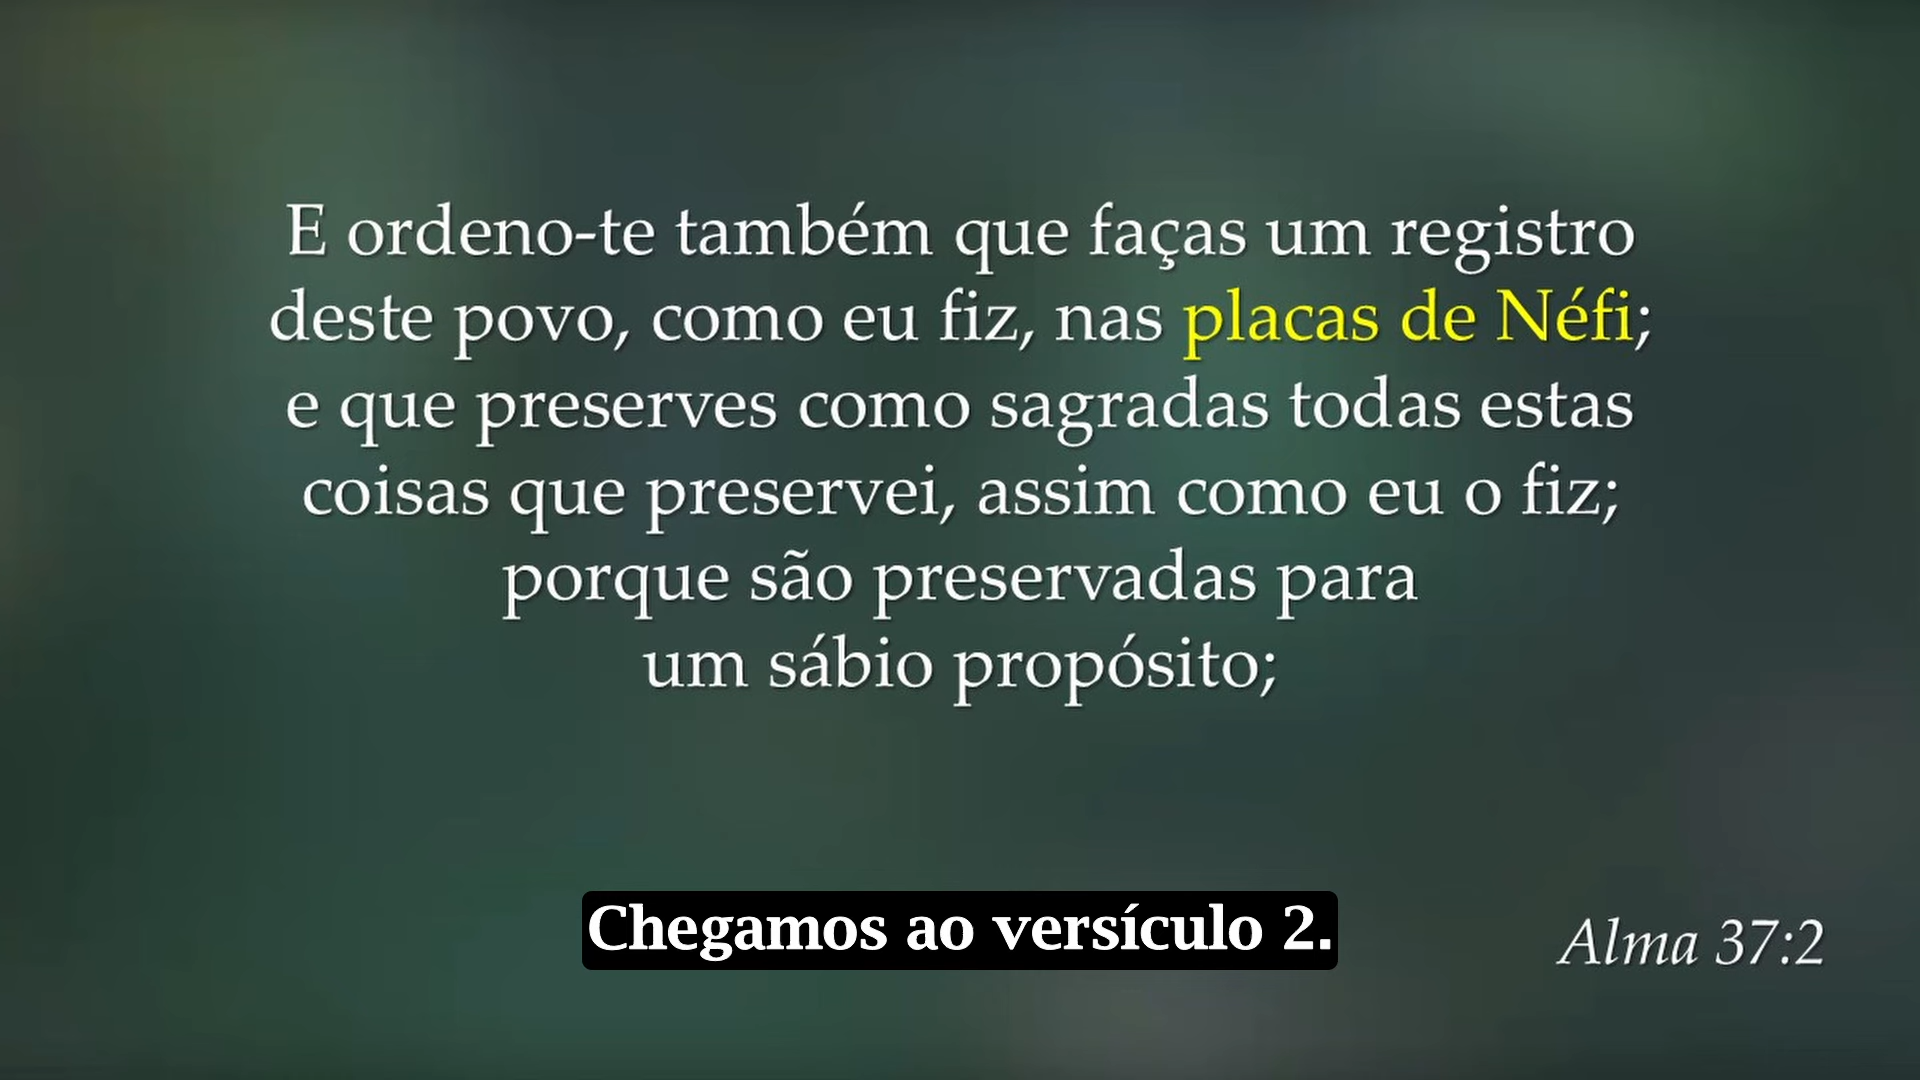 E ordeno-te também que faças um registro
deste povo, como eu fiz, nas placas de Néfi;
e que preserves como sagradas todas estas
coisas que preservei, assim como eu o fiz;
porque são preservadas para
um sábio propósito;
Chegamos ao versículo 2.
Alma 37:2